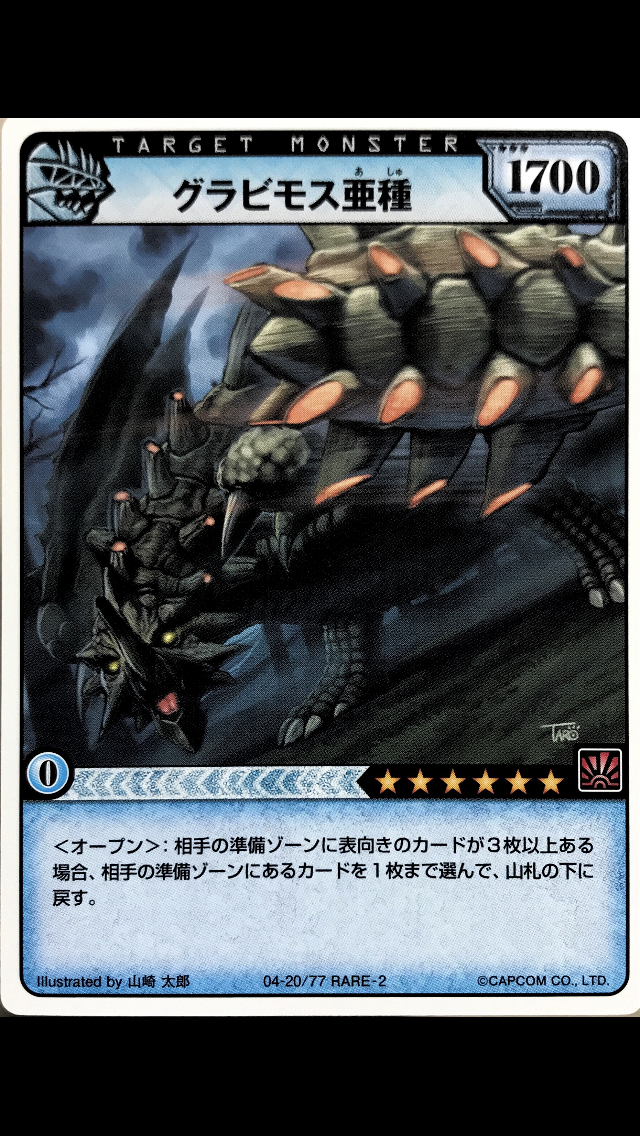 TARGET MONSTER
グラビモス亜種
あ しゅ
1700
TARO
0
<オープン>：相手の準備ゾーンに表向きのカードが３枚以上ある
場合、相手の準備ゾーンにあるカードを１枚まで選んで、山札の下に
戻す。
Illustrated by 山崎 太郎
04-20/77 RARE-2
©CAPCOM CO., LTD.